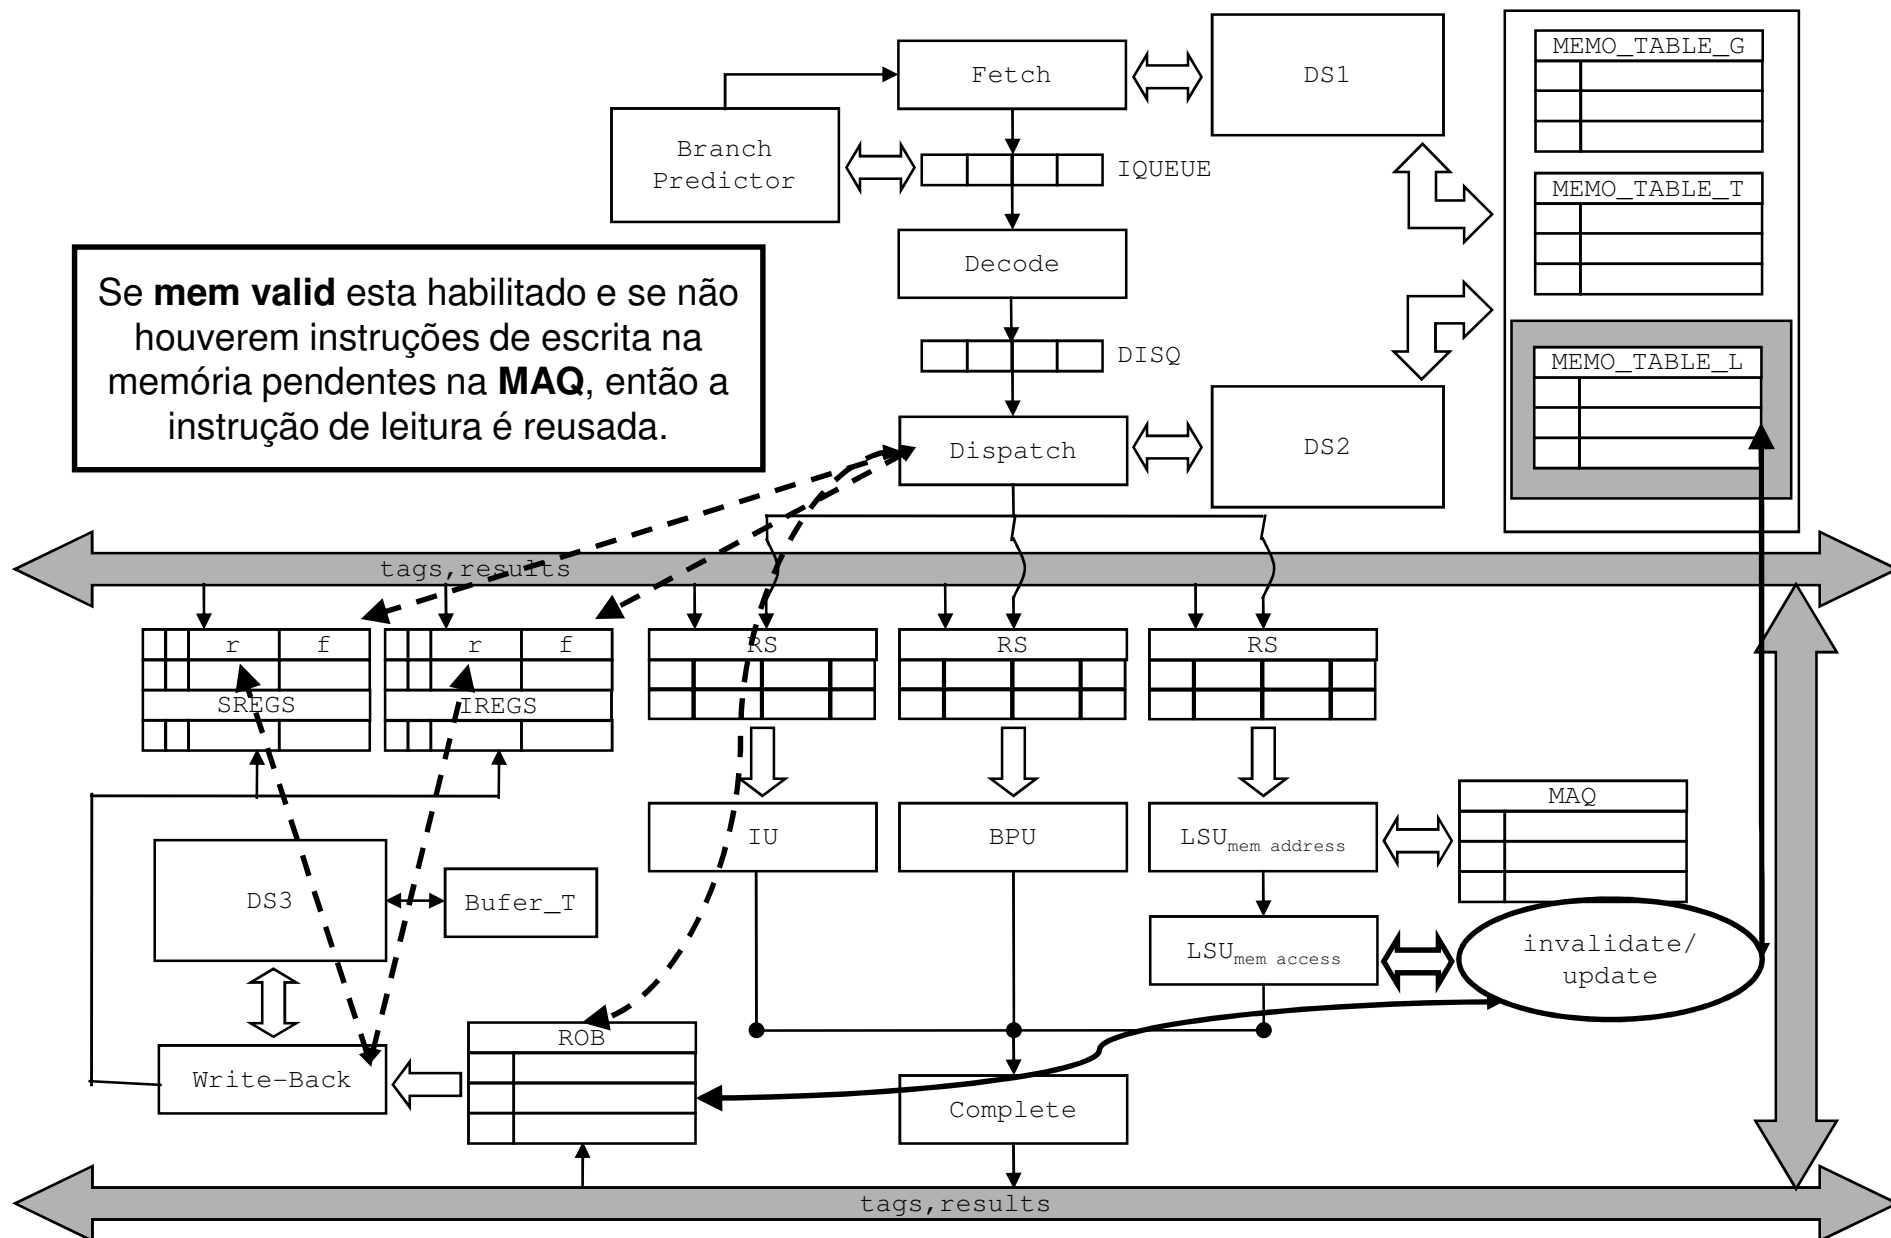 MEMO_TABLE_G
Fetch
DS1
Branch
Predictor
IQUEUE
MEMO_TABLE_T
Decode
Se mem valid esta habilitado e se não
houverem instruções de escrita na
memória pendentes na MAQ, então a
instrução de leitura é reusada.
DISQ
MEMO_TABLE_L
Dispatch
DS2
tags,results
r f
SREGS
r f
IREGS
RS
RS
RS
MAQ
IU
BPU
LSUmem address
DS3
Bufer_T
LSUmem access
invalidate/
update
ROB
Write-Back
Complete
tags,results